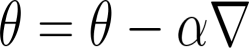 θ = θ − α∇